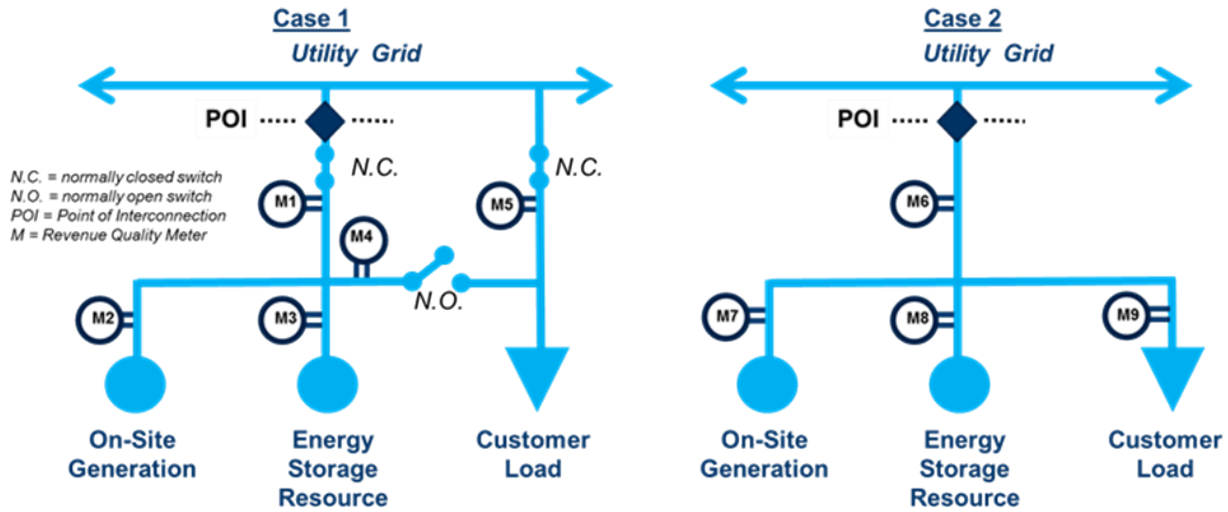 Case 1
Utility Grid
POI
N.C.
N.C.
N.C. = normally closed switch
N.O. = normally open switch
POI = Point of Interconnection
M = Revenue Quality Meter
M1
M5
M4
N.O.
M2
M3
On-Site
Generation
Energy
Storage
Resource
Customer
Load
Case 2
Utility Grid
POI
M6
M7
M8
M9
On-Site
Generation
Energy
Storage
Resource
Customer
Load